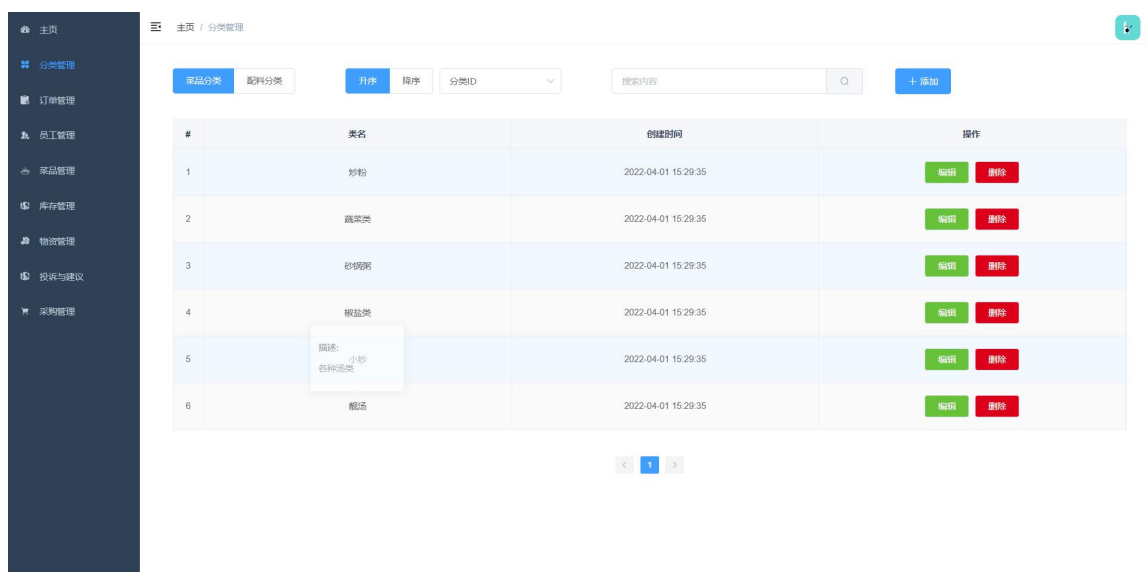 主页
分类管理
订单管理
员工管理
菜品管理
库存管理
物资管理
投诉与建议
采购管理
主页 / 分类管理
菜品分类 配料分类 升序 降序 分类ID 搜索内容 + 添加
# 类名 创建时间 操作
1 炒粉 2022-04-01 15:29:35 编辑 删除
2 蔬菜类 2022-04-01 15:29:35 编辑 删除
3 砂锅粥 2022-04-01 15:29:35 编辑 删除
4 椒盐类 2022-04-01 15:29:35 编辑 删除
描述:
5 小炒 2022-04-01 15:29:35 编辑 删除
各种汤类
6 靓汤 2022-04-01 15:29:35 编辑 删除
< 1 >